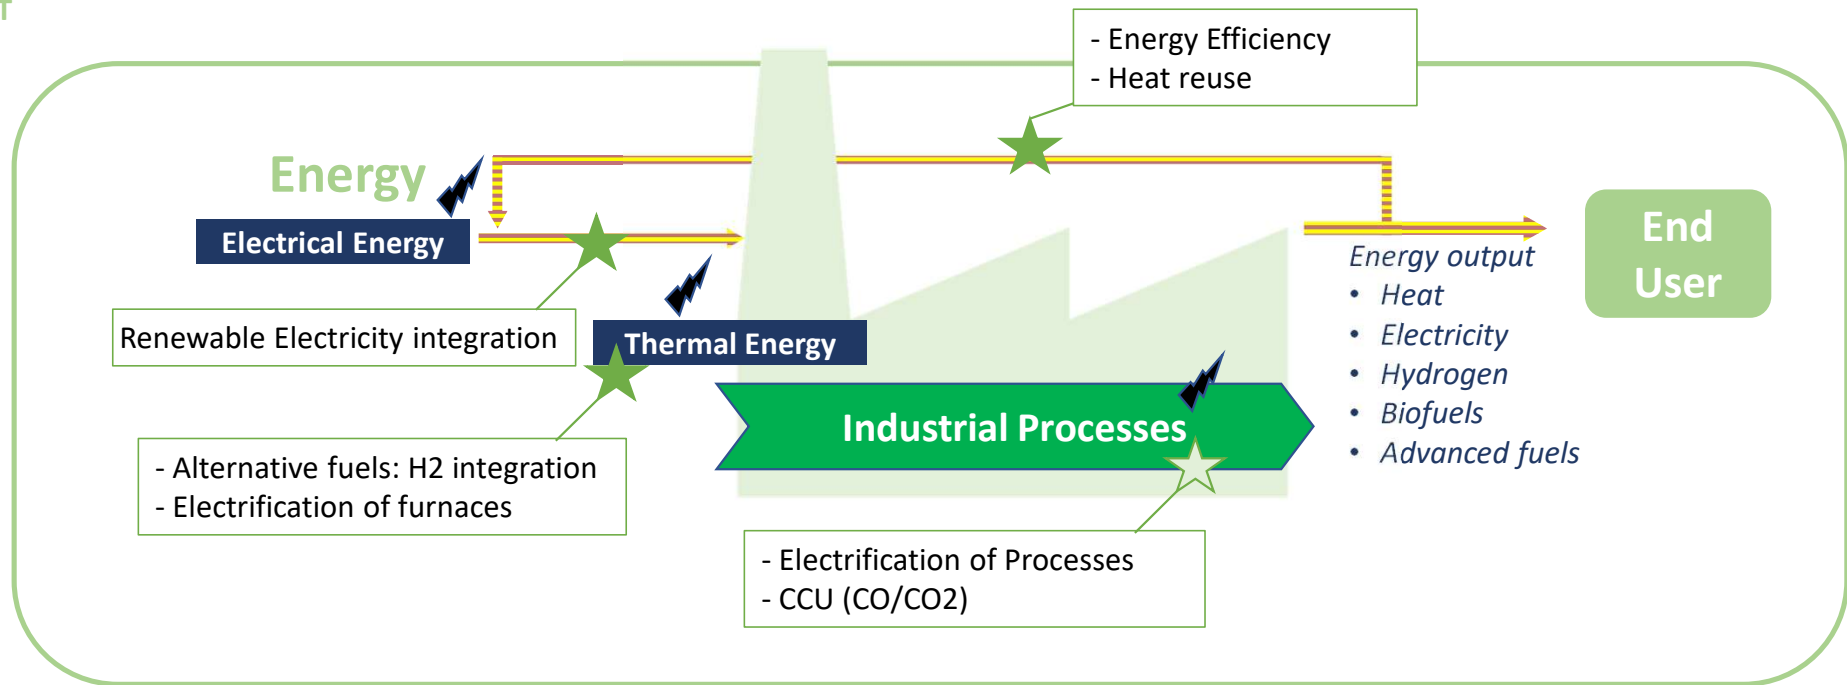 T
- Energy Efficiency
- Heat reuse
Energy
Electrical Energy
End
User
Energy output
• Heat
• Electricity
• Hydrogen
• Biofuels
• Advanced fuels
Renewable Electricity integration
Thermal Energy
Industrial Processes
- Alternative fuels: H2 integration
- Electrification of furnaces
- Electrification of Processes
- CCU (CO/CO2)